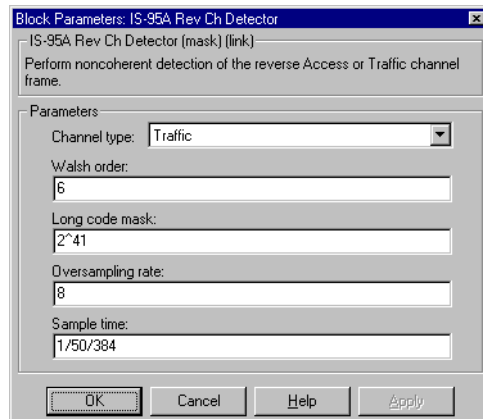 Block Parameters: IS-95A Rev Ch Detector
IS-95A Rev Ch Detector (mask) (link)
Perform noncoherent detection of the reverse Access or Traffic channel
frame.
Parameters
Channel type: Traffic
Walsh order:
6
Long code mask:
2^41
Oversampling rate:
8
Sample time:
1/50/384
OK Cancel Help Apply